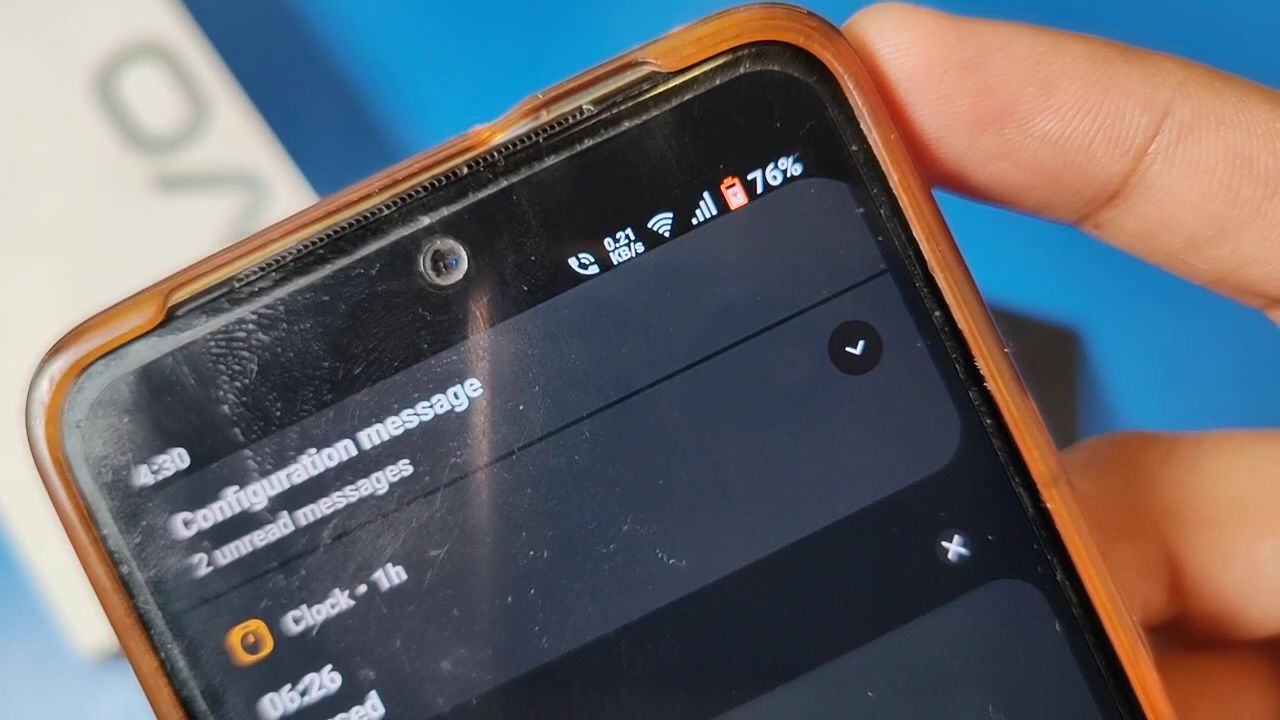 4:30
0.21
KB/s
76%
Configuration message
2 unread messages
Clock • 1h
06:26